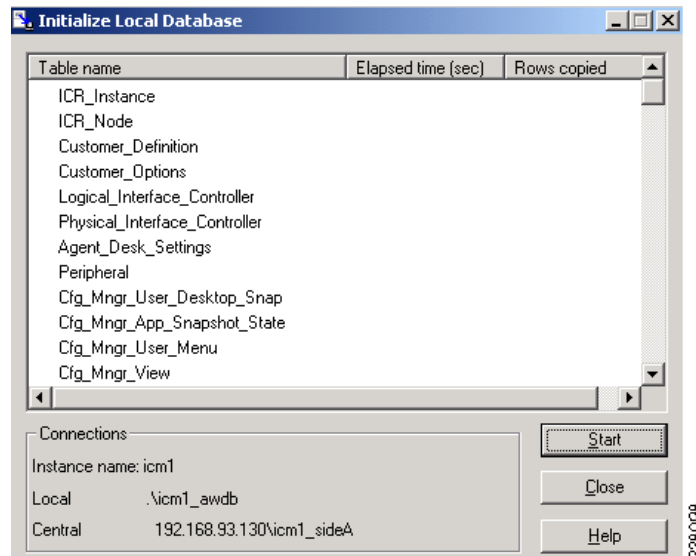 Initialize Local Database
Table name Elapsed time (sec) Rows copied
ICR_Instance
ICR_Node
Customer_Definition
Customer_Options
Logical_Interface_Controller
Physical_Interface_Controller
Agent_Desk_Settings
Peripheral
Cfg_Mngr_User_Desktop_Snap
Cfg_Mngr_App_Snapshot_State
Cfg_Mngr_User_Menu
Cfg_Mngr_View
Connections
Instance name: icm1
Local .\icm1_awdb
Central 192.168.93.130\icm1_sideA
Start
Close
Help